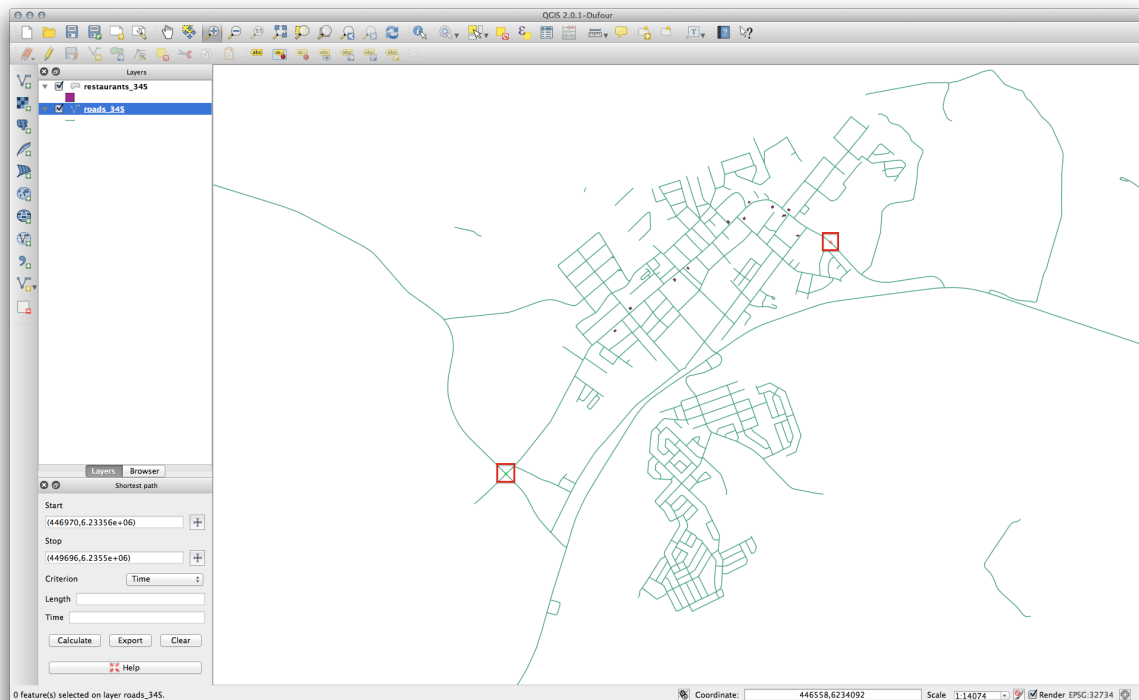 QGIS 2.0.1-Dufour
abc
Layers
restaurants_34S
roads_34S
Layers Browser
Shortest path
Start
(446970,6.23356e+06)
Stop
(449696,6.2355e+06)
Criterion Time
Length
Time
Calculate Export Clear
Help
0 feature(s) selected on layer roads_34S.
Coordinate: 446558,6234092 Scale 1:14074 Render EPSG:32734